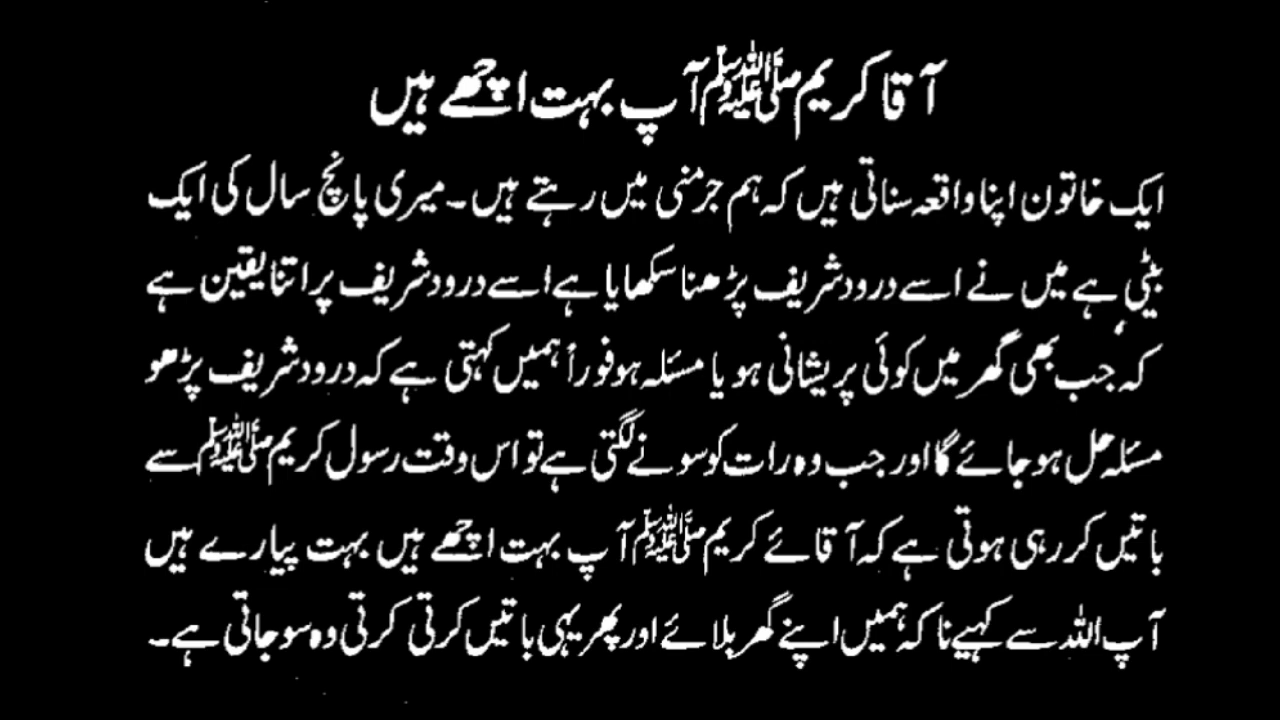 آقا کریم ﷺ آپ بہت اچھے ہیں
ایک خاتون اپنا واقعہ سناتی ہیں کہ ہم جرمنی میں رہتے ہیں۔ میری پانچ سال کی ایک
بیٹی ہے میں نے اسے درود شریف پڑھنا سکھایا ہے اسے درود شریف پر اتنا یقین ہے
کہ جب بھی گھر میں کوئی پریشانی ہو یا مسئلہ ہو فوراً ہمیں کہتی ہے کہ درود شریف پڑھو
مسئلہ حل ہو جائے گا اور جب وہ رات کو سونے لگتی ہے تو اس وقت رسول کریم ﷺ سے
باتیں کر رہی ہوتی ہے کہ آقائے کریم ﷺ آپ بہت اچھے ہیں بہت پیارے ہیں
آپ اللہ سے کہیے نا کہ ہمیں اپنے گھر بلائے اور پھر یہی باتیں کرتی کرتی وہ سو جاتی ہے۔